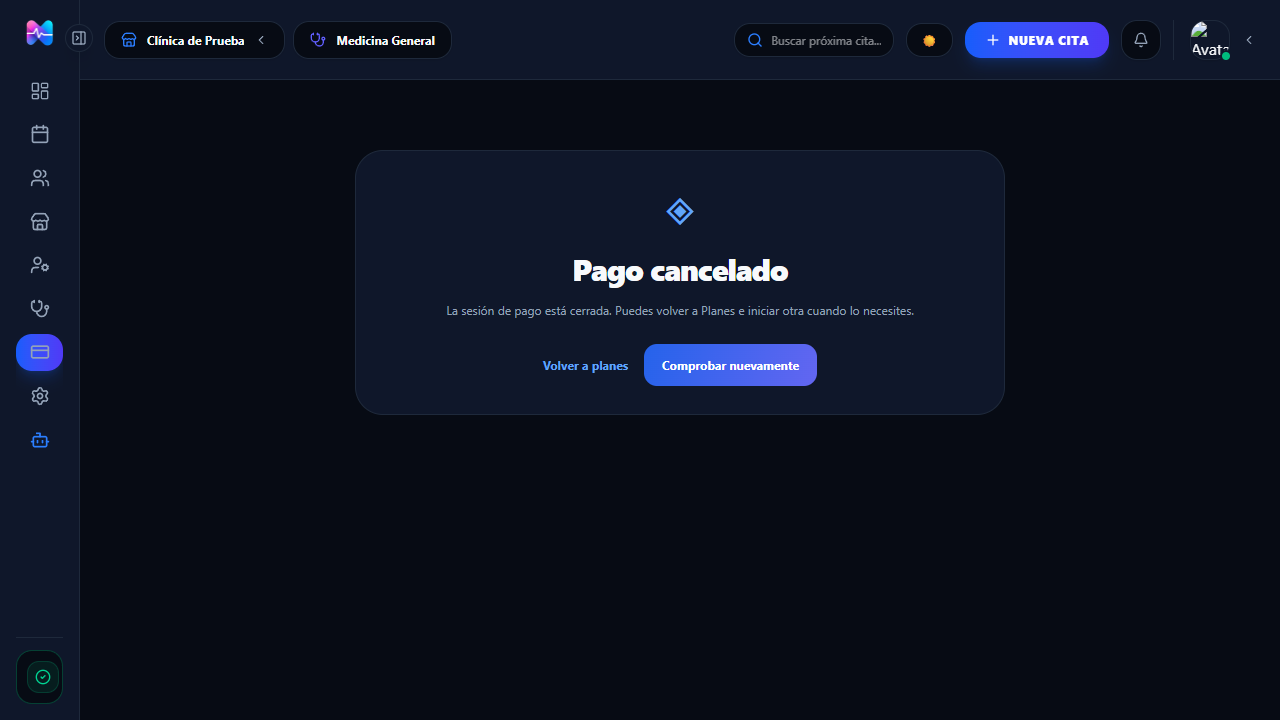 Clínica de Prueba
Medicina General
Buscar próxima cita...
NUEVA CITA
Avata
Pago cancelado
La sesión de pago está cerrada. Puedes volver a Planes e iniciar otra cuando lo necesites.
Volver a planes
Comprobar nuevamente